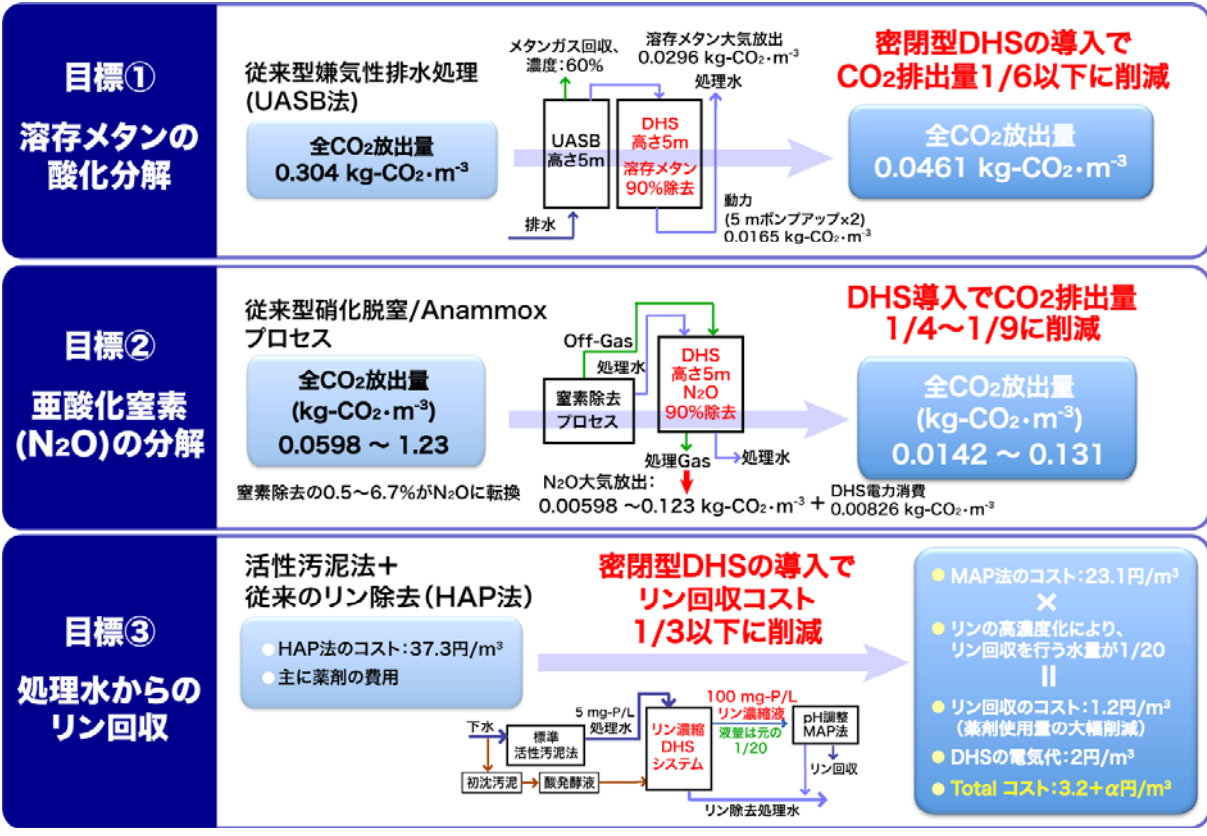 目標①
溶存メタンの
酸化分解
従来型嫌気性排水処理
(UASB法)
全CO₂放出量
0.304 kg-CO₂・m⁻³
メタンガス回収、
濃度:60%
溶存メタン大気放出
0.0296 kg-CO₂・m⁻³
処理水
UASB
高さ5m
DHS
高さ5m
溶存メタン
90%除去
排水
動力
(5 mポンプアップ×2)
0.0165 kg-CO₂・m⁻³
密閉型DHSの導入で
CO₂排出量1/6以下に削減
全CO₂放出量
0.0461 kg-CO₂・m⁻³
目標②
亜酸化窒素
(N₂O)の分解
従来型硝化脱窒/Anammox
プロセス
全CO₂放出量
(kg-CO₂・m⁻³)
0.0598 ～ 1.23
窒素除去の0.5～6.7%がN₂Oに転換
Off-Gas
処理水
窒素除去
プロセス
DHS
高さ5m
N₂O
90%除去
処理Gas
処理水
N₂O大気放出:
0.00598 ～0.123 kg-CO₂・m⁻³ +
DHS電力消費
0.00826 kg-CO₂・m⁻³
DHS導入でCO₂排出量
1/4～1/9に削減
全CO₂放出量
(kg-CO₂・m⁻³)
0.0142 ～ 0.131
目標③
処理水からの
リン回収
活性汚泥法＋
従来のリン除去(HAP法)
HAP法のコスト:37.3円/m³
主に薬剤の費用
密閉型DHSの導入で
リン回収コスト
1/3以下に削減
下水
標準
活性汚泥法
5 mg-P/L
処理水
初沈汚泥
酸発酵液
リン濃縮
DHS
システム
100 mg-P/L
リン濃縮液
液量は元の
1/20
pH調整
MAP法
リン回収
リン除去処理水
MAP法のコスト:23.1円/m³
×
リンの高濃度化により、
リン回収を行う水量が1/20
=
リン回収のコスト:1.2円/m³
(薬剤使用量の大幅削減)
DHSの電気代:2円/m³
Total コスト:3.2+α円/m³